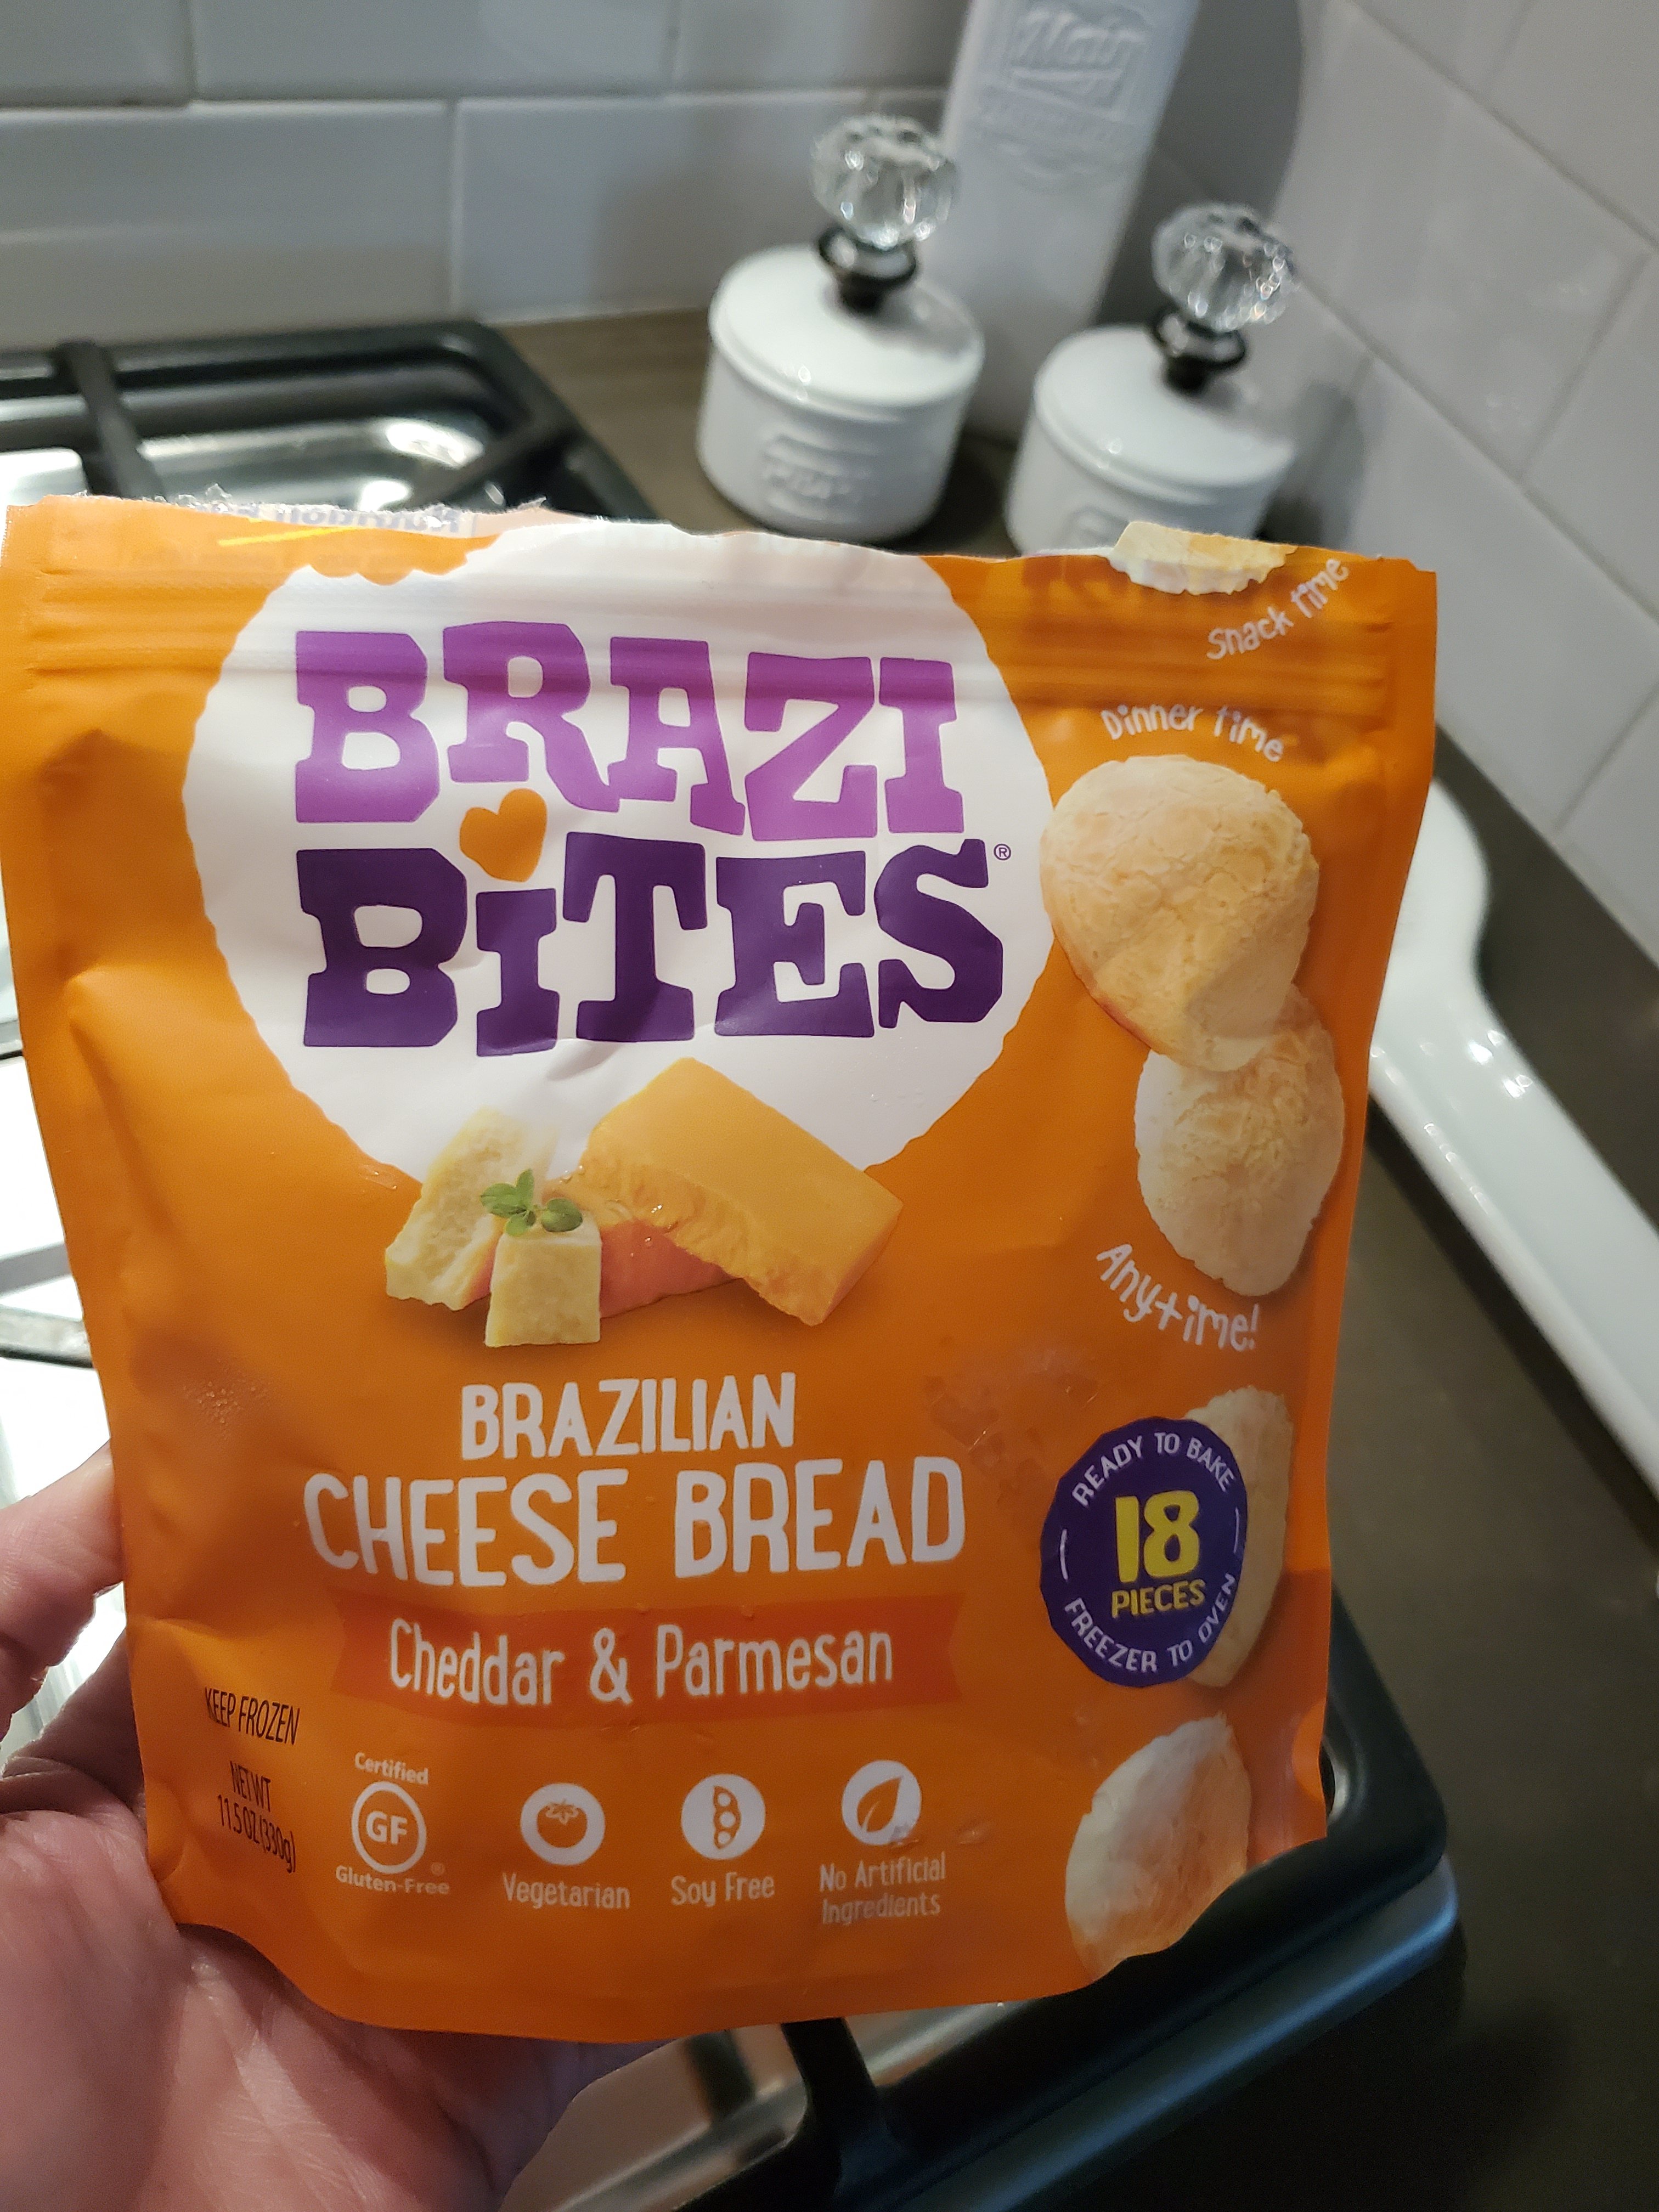 Snack time
Dinner time
BRAZI
BiTES®
Anytime!
BRAZILIAN
CHEESE BREAD
Cheddar & Parmesan
READY TO BAKE
18
PIECES
FREEZER TO OVEN
KEEP FROZEN
NET WT
11.5 OZ (330g)
Certified
GF
Gluten-Free®
Vegetarian
Soy Free
No Artificial
Ingredients